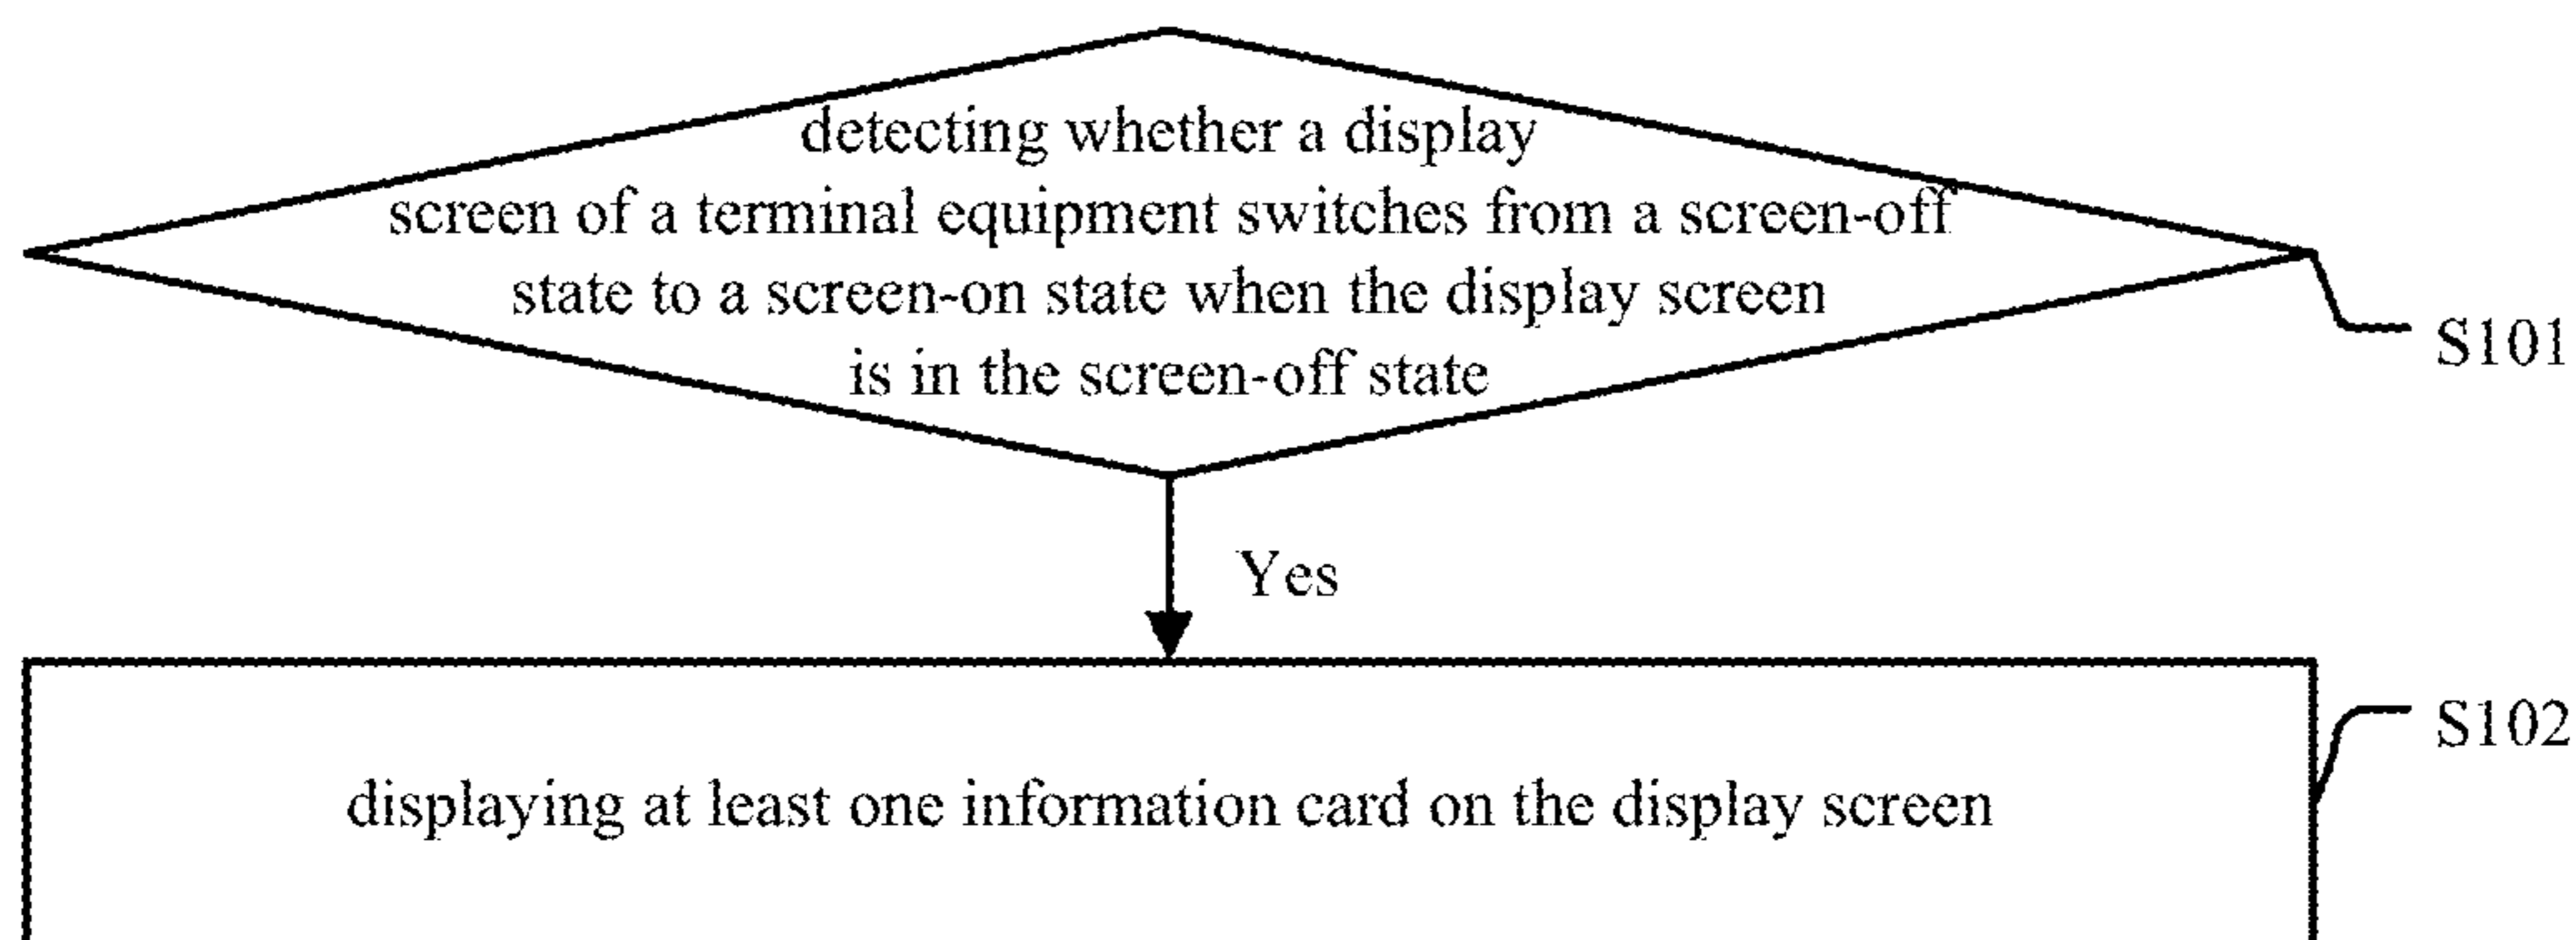 detecting whether a display
screen of a terminal equipment switches from a screen-off
state to a screen-on state when the display screen
is in the screen-off state
S101
Yes
S102
displaying at least one information card on the display screen